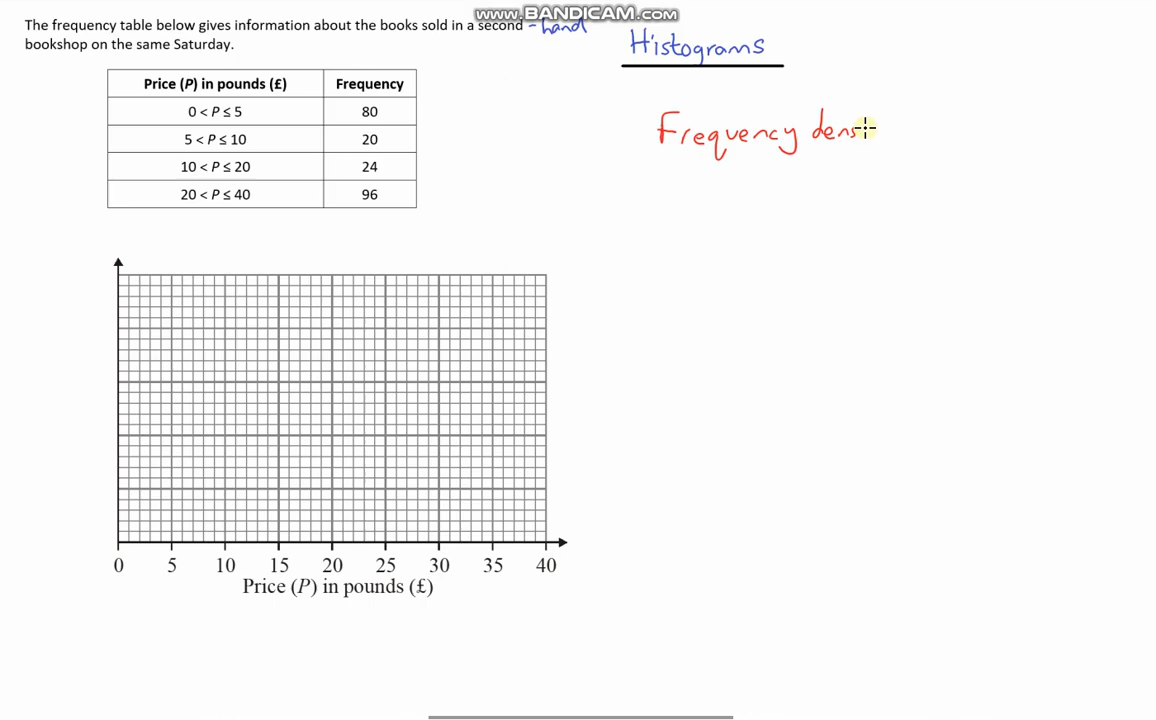 www.BANDICAM.com
The frequency table below gives information about the books sold in a second - hand
bookshop on the same Saturday.
Histograms
Price (P) in pounds (£) Frequency
0 < P ≤ 5 80
5 < P ≤ 10 20
10 < P ≤ 20 24
20 < P ≤ 40 96
Frequency dens
0 5 10 15 20 25 30 35 40
Price (P) in pounds (£)